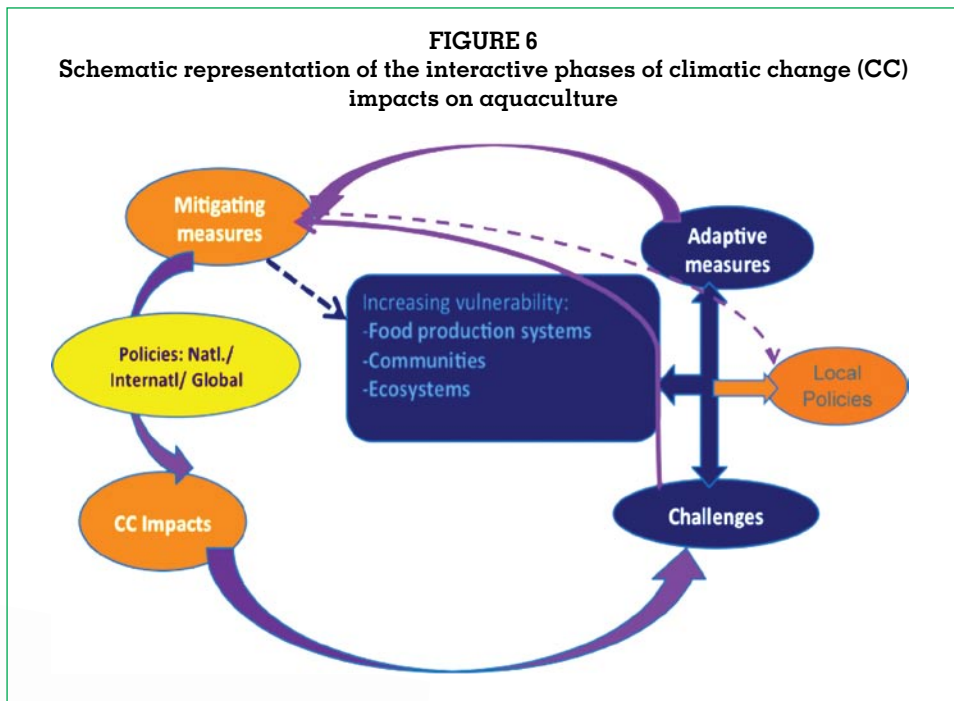 FIGURE 6
Schematic representation of the interactive phases of climatic change (CC)
impacts on aquaculture
Mitigating
measures
Adaptive
measures
Increasing vulnerability:
-Food production systems
-Communities
-Ecosystems
Policies: Natl./
Internatl/ Global
Local
Policies
CC Impacts
Challenges